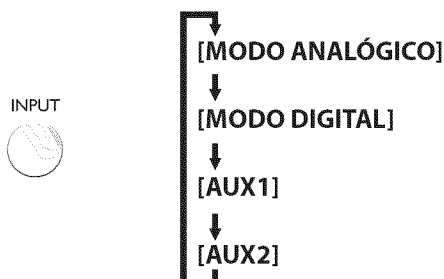 [MODO ANALÓGICO]
INPUT
[MODO DIGITAL]
[AUX1]
[AUX2]